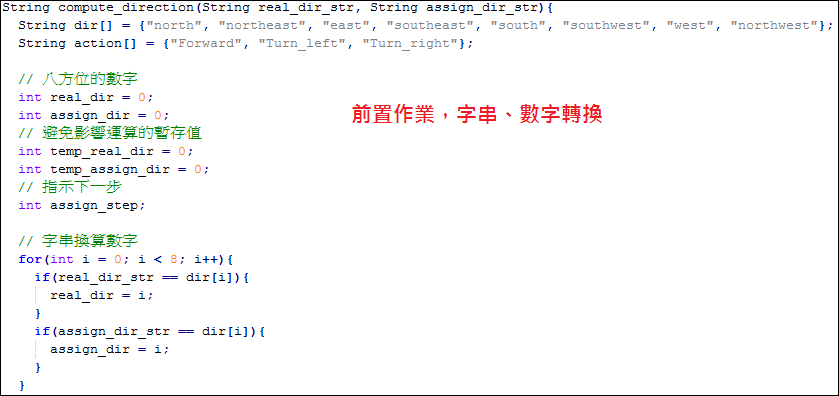 String compute_direction(String real_dir_str, String assign_dir_str){
String dir[] = {"north", "northeast", "east", "southeast", "south", "southwest", "west", "northwest"};
String action[] = {"Forward", "Turn_left", "Turn_right"};
// 八方位的數字
int real_dir = 0;
int assign_dir = 0;
前置作業，字串、數字轉換
// 避免影響運算的暫存值
int temp_real_dir = 0;
int temp_assign_dir = 0;
// 指示下一步
int assign_step;
// 字串換算數字
for(int i = 0; i < 8; i++){
if(real_dir_str == dir[i]){
real_dir = i;
}
if(assign_dir_str == dir[i]){
assign_dir = i;
}
}